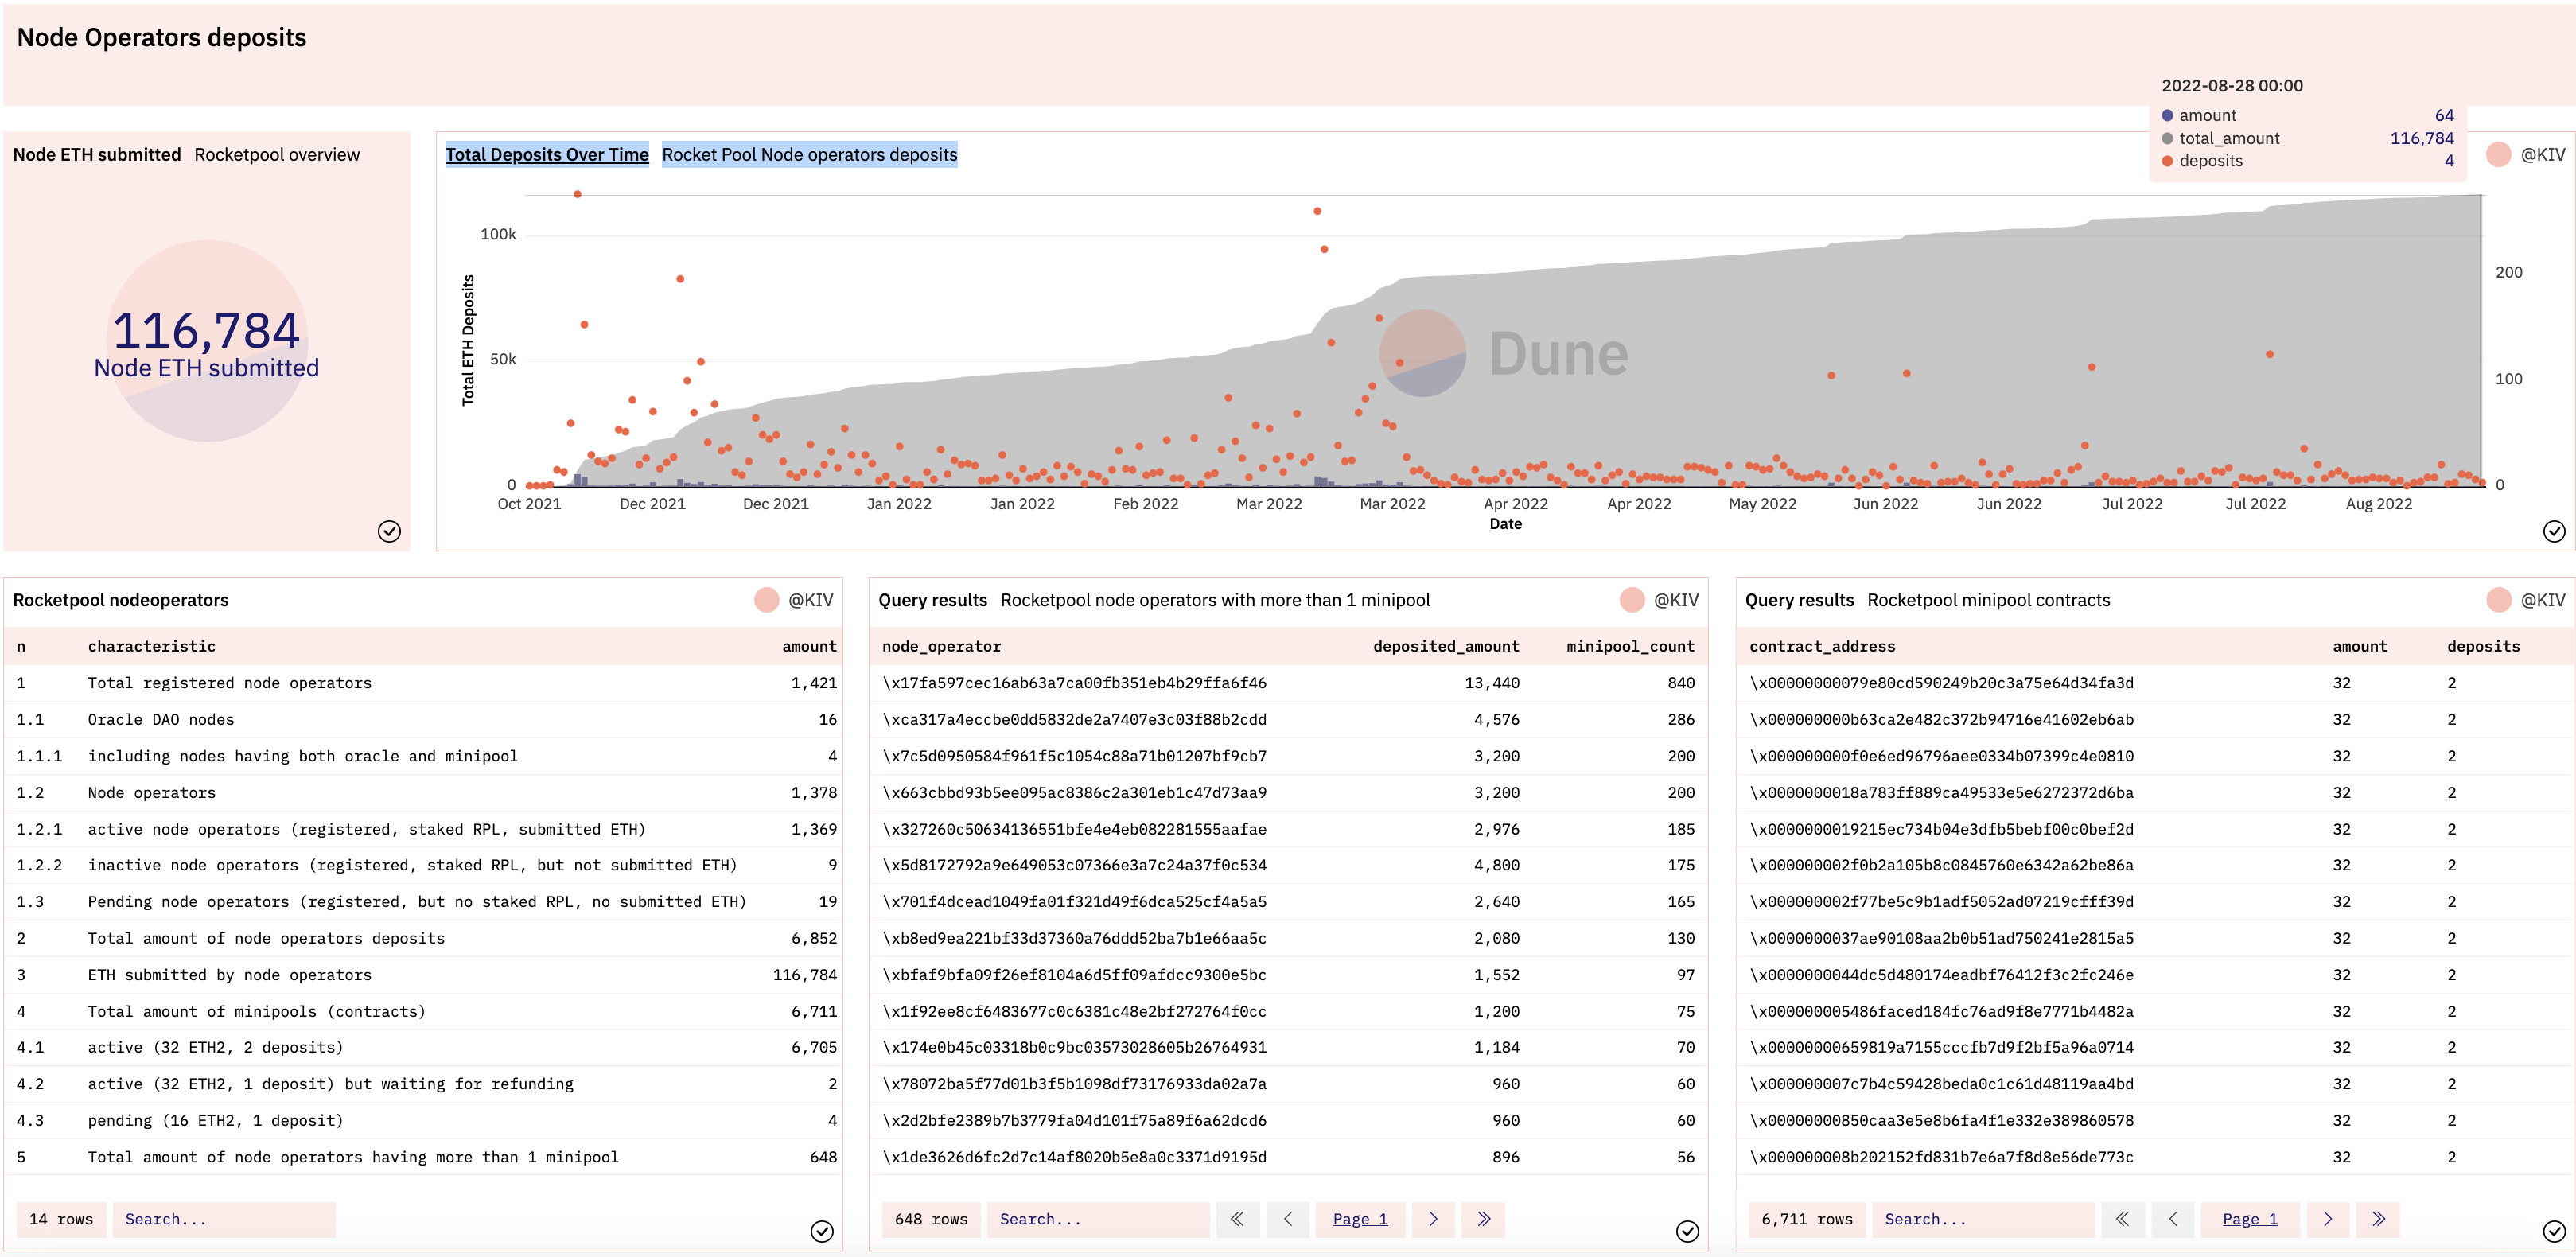 Node Operators deposits
2022-08-28 00:00
amount 64
total_amount 116,784
deposits 4
Node ETH submitted Rocketpool overview
116,784
Node ETH submitted
Total Deposits Over Time Rocket Pool Node operators deposits
@KIV
Total ETH Deposits
100k
50k
0
200
100
0
Dune
Oct 2021 Dec 2021 Dec 2021 Jan 2022 Jan 2022 Feb 2022 Mar 2022 Mar 2022 Apr 2022 Apr 2022 May 2022 Jun 2022 Jun 2022 Jul 2022 Jul 2022 Aug 2022
Date
Rocketpool nodeoperators @KIV
n characteristic amount
1 Total registered node operators 1,421
1.1 Oracle DAO nodes 16
1.1.1 including nodes having both oracle and minipool 4
1.2 Node operators 1,378
1.2.1 active node operators (registered, staked RPL, submitted ETH) 1,369
1.2.2 inactive node operators (registered, staked RPL, but not submitted ETH) 9
1.3 Pending node operators (registered, but no staked RPL, no submitted ETH) 19
2 Total amount of node operators deposits 6,852
3 ETH submitted by node operators 116,784
4 Total amount of minipools (contracts) 6,711
4.1 active (32 ETH2, 2 deposits) 6,705
4.2 active (32 ETH2, 1 deposit) but waiting for refunding 2
4.3 pending (16 ETH2, 1 deposit) 4
5 Total amount of node operators having more than 1 minipool 648
14 rows Search...
Query results Rocketpool node operators with more than 1 minipool @KIV
node_operator deposited_amount minipool_count
\x17fa597cec16ab63a7ca00fb351eb4b29ffa6f46 13,440 840
\xca317a4eccbe0dd5832de2a7407e3c03f88b2cdd 4,576 286
\x7c5d0950584f961f5c1054c88a71b01207bf9cb7 3,200 200
\x663cbbd93b5ee095ac8386c2a301eb1c47d73aa9 3,200 200
\x327260c50634136551bfe4e4eb082281555aafae 2,976 185
\x5d8172792a9e649053c07366e3a7c24a37f0c534 4,800 175
\x701f4dcead1049fa01f321d49f6dca525cf4a5a5 2,640 165
\xb8ed9ea221bf33d37360a76ddd52ba7b1e66aa5c 2,080 130
\xbfaf9bfa09f26ef8104a6d5ff09afdcc9300e5bc 1,552 97
\x1f92ee8cf6483677c0c6381c48e2bf272764f0cc 1,200 75
\x174e0b45c03318b0c9bc03573028605b26764931 1,184 70
\x78072ba5f77d01b3f5b1098df73176933da02a7a 960 60
\x2d2bfe2389b7b3779fa04d101f75a89f6a62dcd6 960 60
\x1de3626d6fc2d7c14af8020b5e8a0c3371d9195d 896 56
648 rows Search... Page 1
Query results Rocketpool minipool contracts @KIV
contract_address amount deposits
\x00000000079e80cd590249b20c3a75e64d34fa3d 32 2
\x000000000b63ca2e482c372b94716e41602eb6ab 32 2
\x000000000f0e6ed96796aee0334b07399c4e0810 32 2
\x0000000018a783ff889ca49533e5e6272372d6ba 32 2
\x0000000019215ec734b04e3dfb5bebf00c0bef2d 32 2
\x000000002f0b2a105b8c0845760e6342a62be86a 32 2
\x000000002f77be5c9b1adf5052ad07219cfff39d 32 2
\x0000000037ae90108aa2b0b51ad750241e2815a5 32 2
\x0000000044dc5d480174eadbf76412f3c2fc246e 32 2
\x000000005486faced184fc76ad9f8e7771b4482a 32 2
\x00000000659819a7155cccfb7d9f2bf5a96a0714 32 2
\x000000007c7b4c59428beda0c1c61d48119aa4bd 32 2
\x00000000850caa3e5e8b6fa4f1e332e389860578 32 2
\x000000008b202152fd831b7e6a7f8d8e56de773c 32 2
6,711 rows Search... Page 1